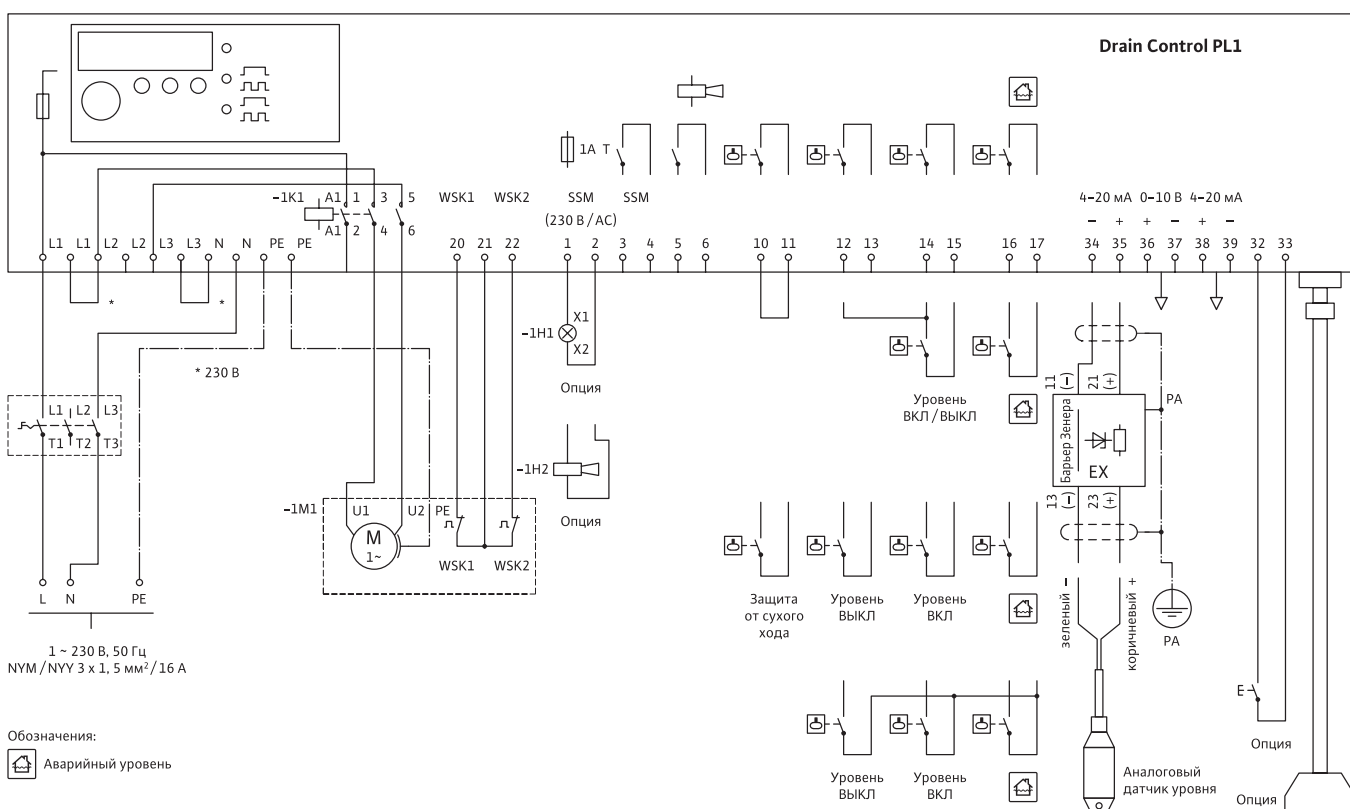 Drain Control PL1
1A T
-1K1
A1 1 3 5
WSK1 WSK2 SSM SSM
(230 В / AC)
4–20 мА 0–10 В 4–20 мА
– + + – + –
A1 2 4 6
L1 L1 L2 L2 L3 L3 N N PE PE
20 21 22 1 2 3 4 5 6 10 11 12 13 14 15 16 17 34 35 36 37 38 39 32 33
* *
* 230 В
-1H1
X1
X2
Опция
L1 L2 L3
T1 T2 T3
Уровень
ВКЛ / ВЫКЛ
11 (–)
21 (+)
PA
Барьер Зенера
EX
13 (–)
23 (+)
-1H2
Опция
-1M1
U1 U2 PE
M
1~
WSK1 WSK2
L N PE
1 ~ 230 В, 50 Гц
NYM / NYY 3 x 1, 5 мм² / 16 А
Защита
от сухого
хода
Уровень
ВЫКЛ
Уровень
ВКЛ
зеленый –
коричневый +
PA
E
Опция
Обозначения:
Аварийный уровень
Уровень
ВЫКЛ
Уровень
ВКЛ
Аналоговый
датчик уровня
Опция